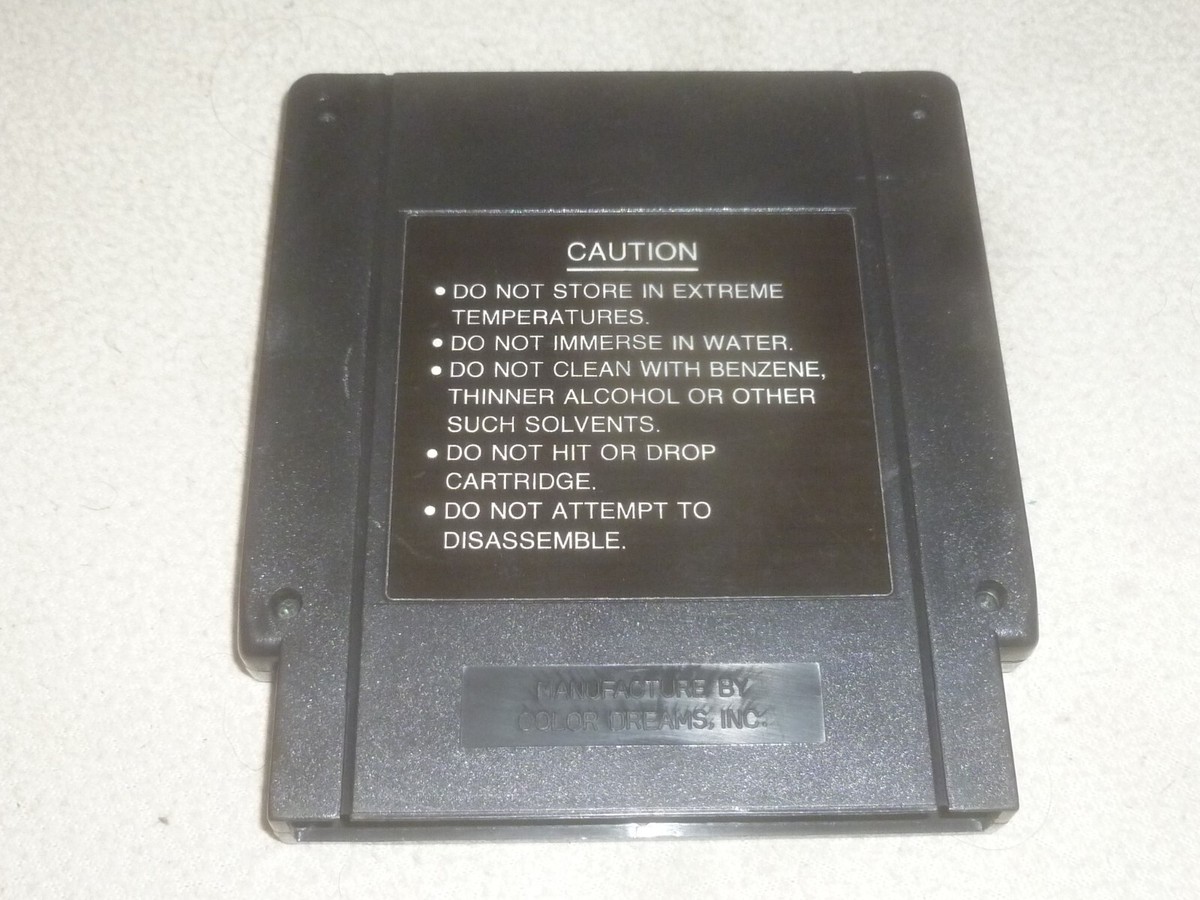 CAUTION
• DO NOT STORE IN EXTREME
TEMPERATURES.
• DO NOT IMMERSE IN WATER.
• DO NOT CLEAN WITH BENZENE,
THINNER ALCOHOL OR OTHER
SUCH SOLVENTS.
• DO NOT HIT OR DROP
CARTRIDGE.
• DO NOT ATTEMPT TO
DISASSEMBLE.
MANUFACTURE BY
COLOR DREAMS, INC.